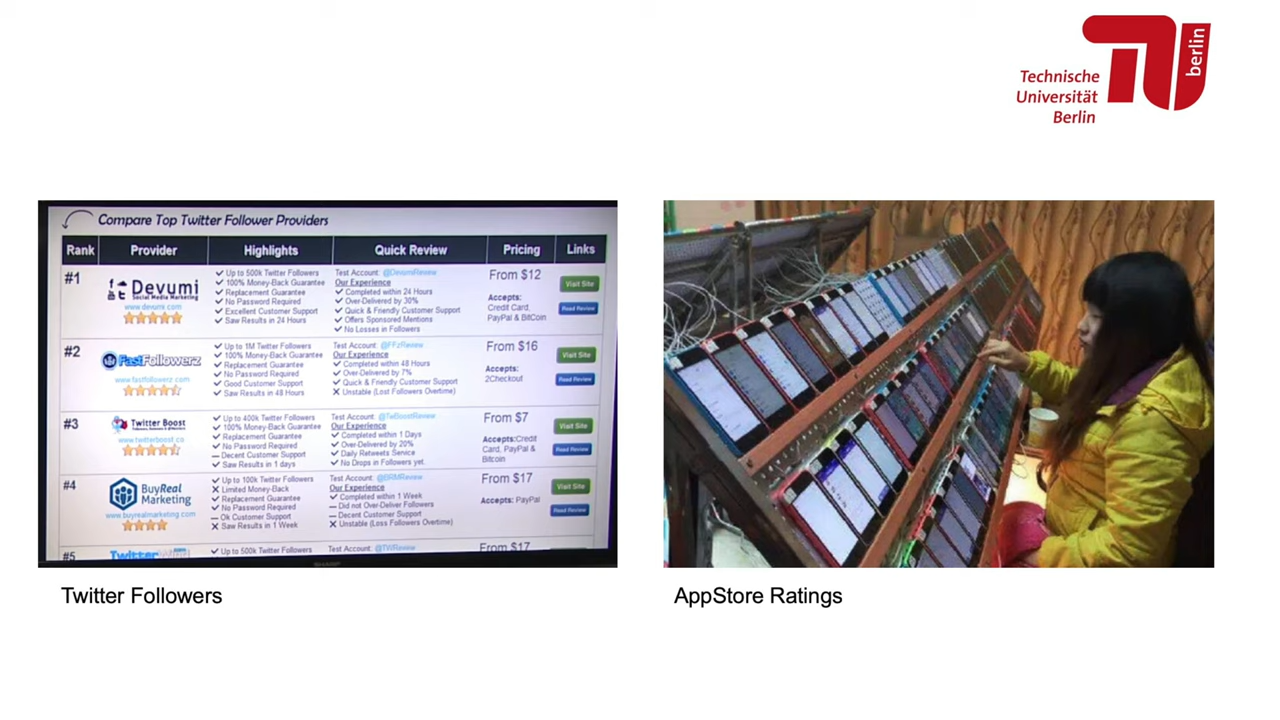 Technische
Universität
Berlin
berlin
Compare Top Twitter Follower Providers
Rank Provider Highlights Quick Review Pricing Links
#1
Devumi
Social Media Marketing
www.devumi.com
✓ Up to 500k Twitter Followers
✓ 100% Money-Back Guarantee
✓ Replacement Guarantee
✓ No Password Required
✓ Excellent Customer Support
✓ Saw Results in 24 Hours
Test Account: @DevumiReview
Our Experience
✓ Completed within 24 Hours
✓ Over-Delivered by 30%
✓ Quick & Friendly Customer Support
✓ Offers Sponsored Mentions
✓ No Losses in Followers
From $12
Accepts:
Credit Card,
PayPal & BitCoin
Visit Site
Read Review
#2
FastFollowerz
www.fastfollowerz.com
✓ Up to 1M Twitter Followers
✓ 100% Money-Back Guarantee
✓ Replacement Guarantee
✓ No Password Required
✓ Good Customer Support
✓ Saw Results in 48 Hours
Test Account: @FFzReview
Our Experience
✓ Completed within 48 Hours
✓ Over-Delivered by 7%
✓ Quick & Friendly Customer Support
✗ Unstable (Lost Followers Overtime)
From $16
Accepts:
2Checkout
Visit Site
Read Review
#3
Twitter Boost
www.twitterboost.co
✓ Up to 400k Twitter Followers
✓ 100% Money-Back Guarantee
✓ Replacement Guarantee
✓ No Password Required
— Decent Customer Support
✓ Saw Results in 1 days
Test Account: @TwBoostReview
Our Experience
✓ Completed within 1 Days
✓ Over-Delivered by 20%
✓ Daily Retweets Service
✓ No Drops in Followers yet.
From $7
Accepts:Credit
Card, PayPal &
Bitcoin
Visit Site
Read Review
#4
BuyReal
Marketing
www.buyrealmarketing.com
✓ Up to 100k Twitter Followers
✗ Limited Money-Back
✓ Replacement Guarantee
✓ No Password Required
— Ok Customer Support
✗ Saw Results in 1 Week
Test Account: @BRMReview
Our Experience
✓ Completed within 1 Week
— Did not Over-Deliver Followers
— Decent Customer Support
✗ Unstable (Loss Followers Overtime)
From $17
Accepts: PayPal
Visit Site
Read Review
#5
✓ Up to 500k Twitter Followers
Test Account: @TWReview
From $17
SHARP
Twitter Followers
AppStore Ratings